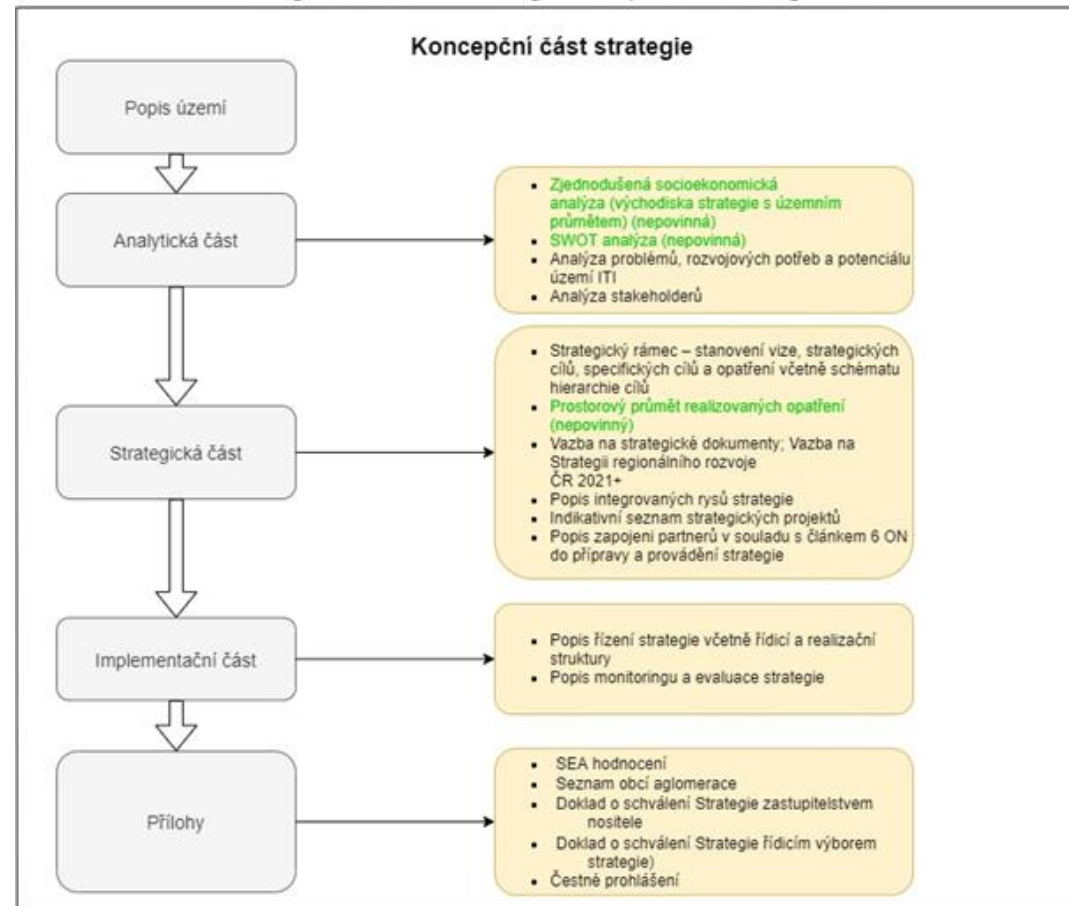 Koncepční část strategie
Popis území
Analytická část
• Zjednodušená socioekonomická
analýza (východiska strategie s územním
průmětem) (nepovinná)
• SWOT analýza (nepovinná)
• Analýza problémů, rozvojových potřeb a potenciálu
území ITI
• Analýza stakeholderů
Strategická část
• Strategický rámec – stanovení vize, strategických
cílů, specifických cílů a opatření včetně schématu
hierarchie cílů
• Prostorový průmět realizovaných opatření
(nepovinný)
• Vazba na strategické dokumenty; Vazba na
Strategii regionálního rozvoje
ČR 2021+
• Popis integrovaných rysů strategie
• Indikativní seznam strategických projektů
• Popis zapojeni partnerů v souladu s článkem 6 ON
do přípravy a provádění strategie
Implementační část
• Popis řízení strategie včetně řídicí a realizační
struktury
• Popis monitoringu a evaluace strategie
Přílohy
• SEA hodnocení
• Seznam obcí aglomerace
• Doklad o schválení Strategie zastupitelstvem
nositele
• Doklad o schválení Strategie řídicím výborem
strategie)
• Čestné prohlášení